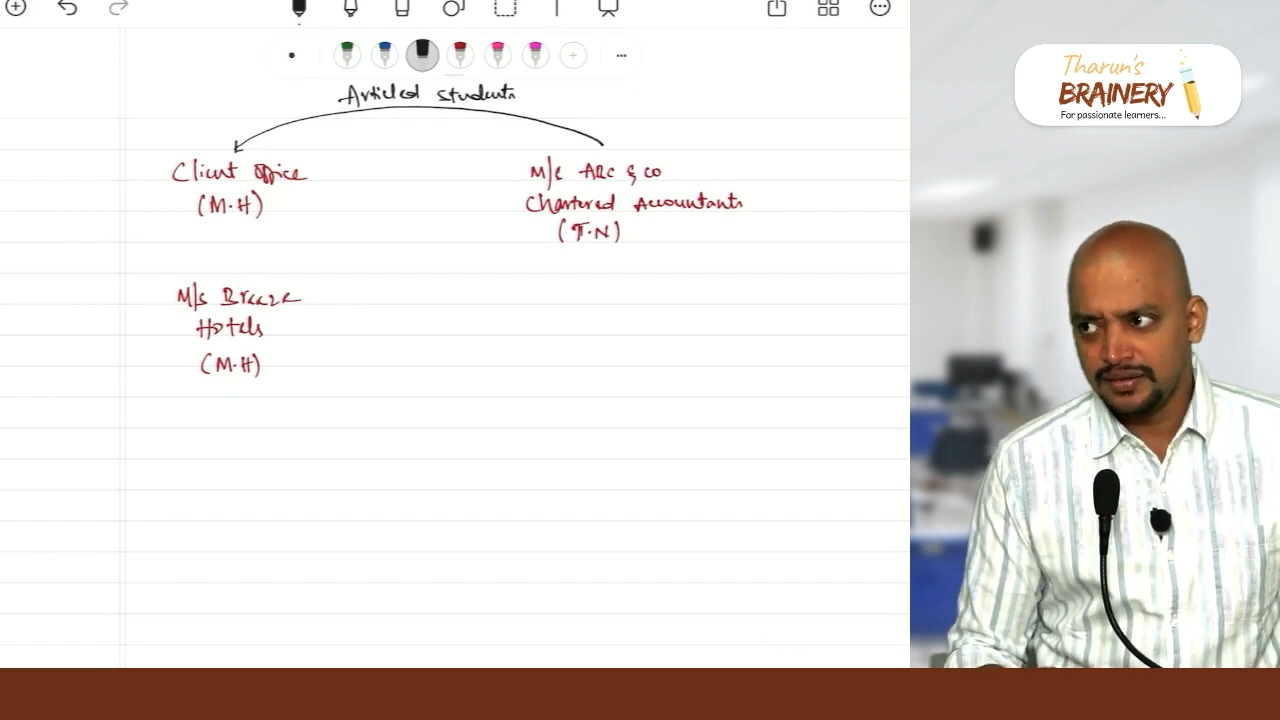 Tharun's
BRAINERY
For passionate learners...
Articled students
Client office
(M.H)
M/s ABC & Co
Chartered Accountants
(T.N)
M/s Breeze
Hotels
(M.H)